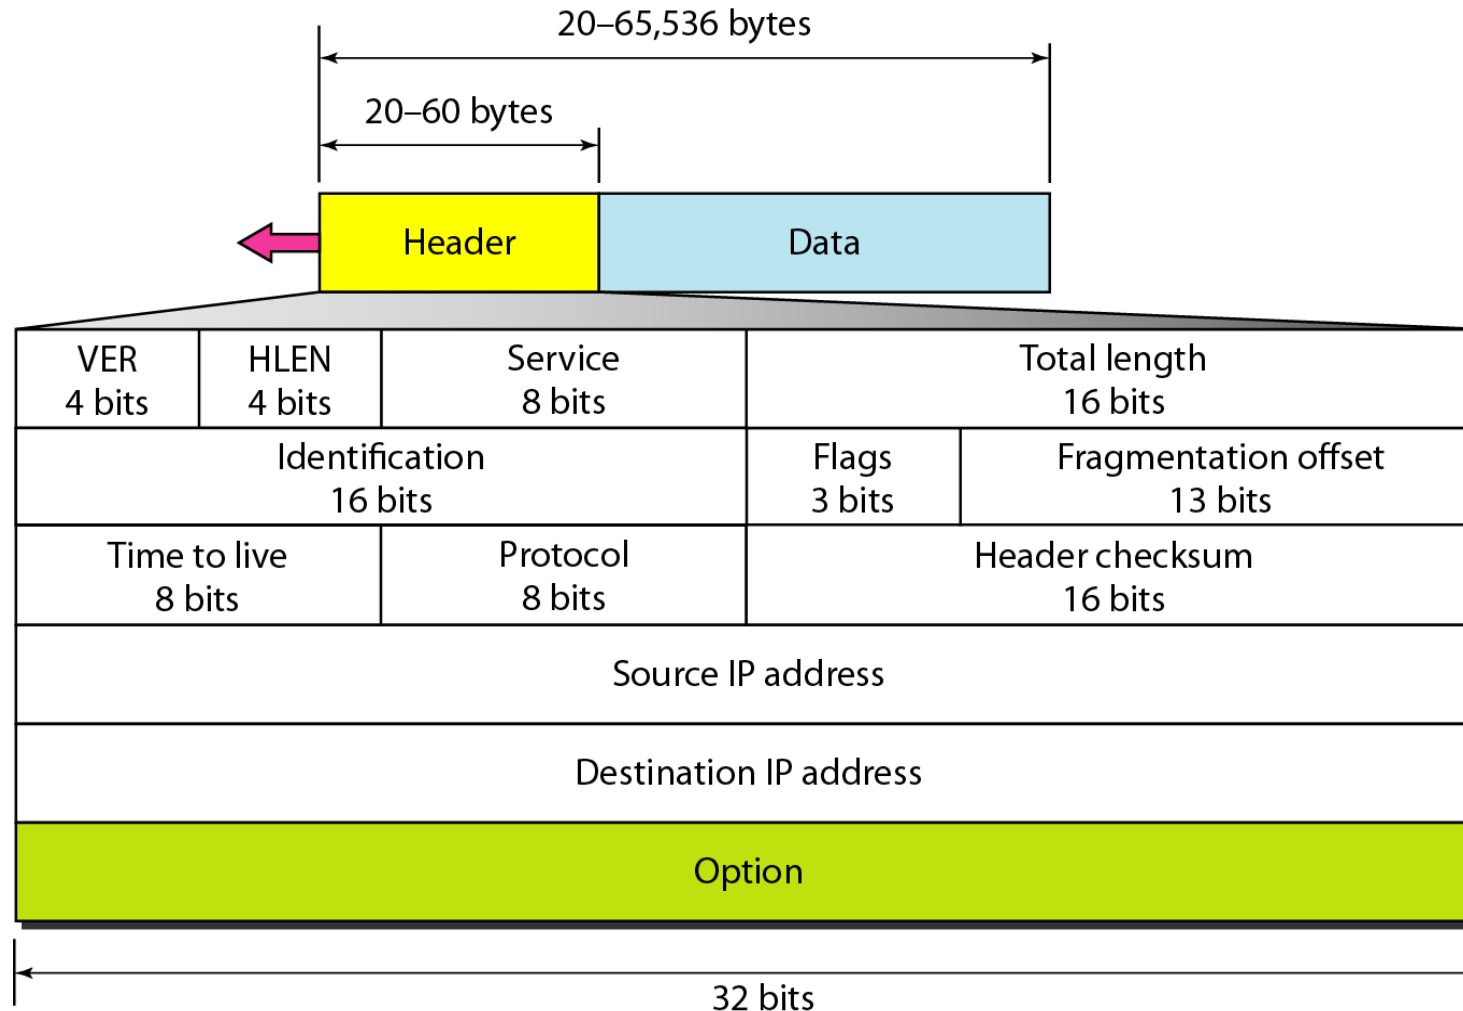 20–65,536 bytes
20–60 bytes
Header
Data
VER
4 bits
HLEN
4 bits
Service
8 bits
Total length
16 bits
Identification
16 bits
Flags
3 bits
Fragmentation offset
13 bits
Time to live
8 bits
Protocol
8 bits
Header checksum
16 bits
Source IP address
Destination IP address
Option
32 bits